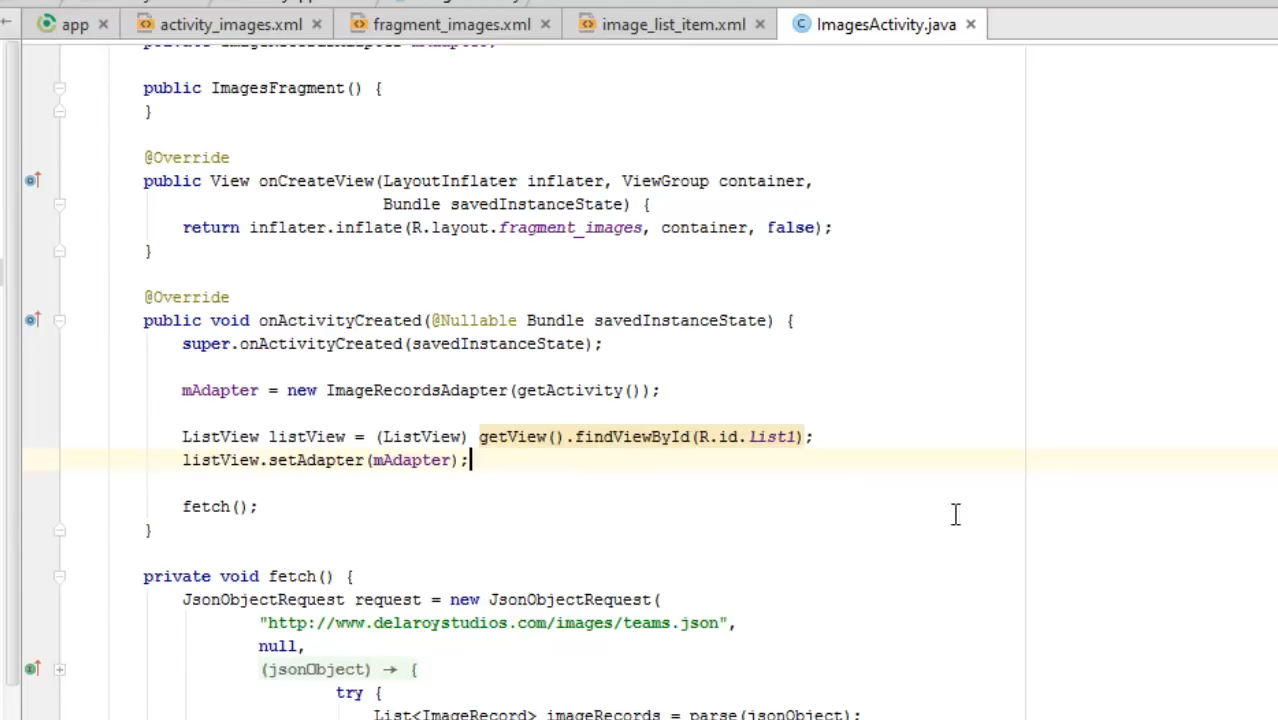 app
activity_images.xml
fragment_images.xml
image_list_item.xml
ImagesActivity.java
public ImagesFragment() {
}
@Override
public View onCreateView(LayoutInflater inflater, ViewGroup container,
Bundle savedInstanceState) {
return inflater.inflate(R.layout.fragment_images, container, false);
}
@Override
public void onActivityCreated(@Nullable Bundle savedInstanceState) {
super.onActivityCreated(savedInstanceState);
mAdapter = new ImageRecordsAdapter(getActivity());
ListView listView = (ListView) getView().findViewById(R.id.list1);
listView.setAdapter(mAdapter);
fetch();
}
private void fetch() {
JsonObjectRequest request = new JsonObjectRequest(
"http://www.delaroystudios.com/images/teams.json",
null,
(jsonObject) → {
try {
List<ImageRecord> imageRecords = parse(jsonObject);